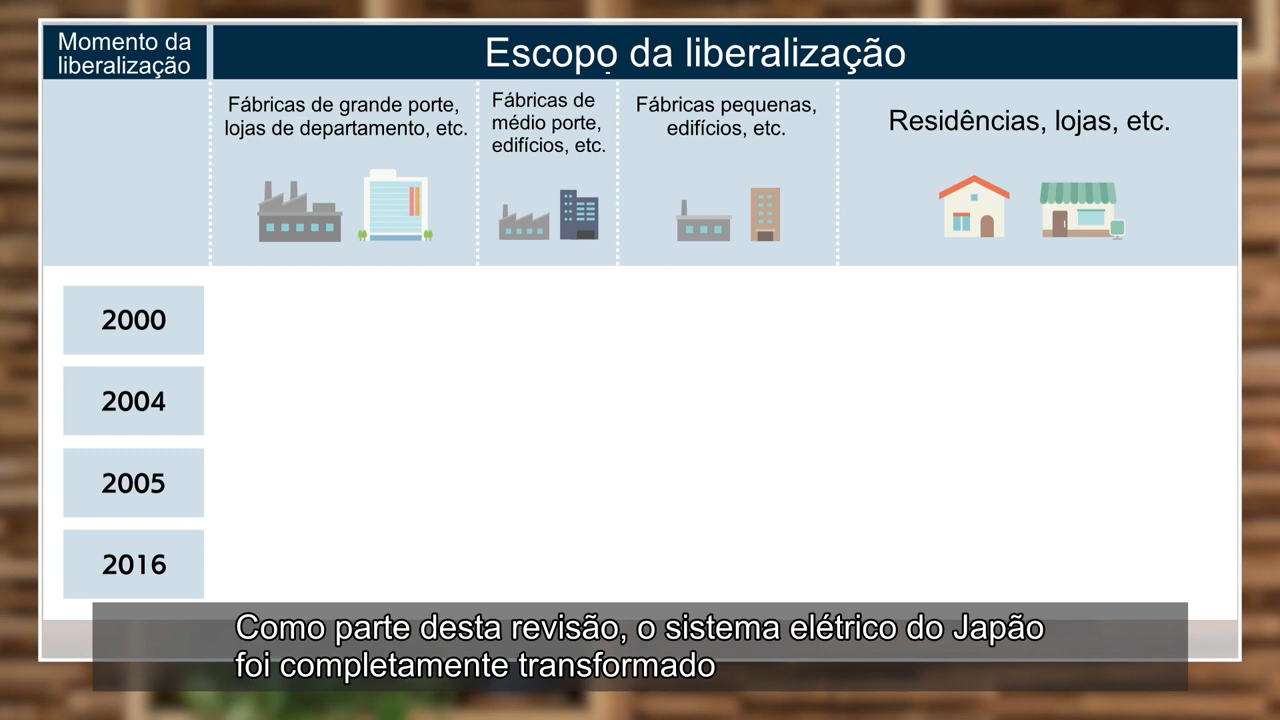 Momento da
liberalização
Escopo da liberalização
Fábricas de grande porte,
lojas de departamento, etc.
Fábricas de
médio porte,
edifícios, etc.
Fábricas pequenas,
edifícios, etc.
Residências, lojas, etc.
2000
2004
2005
2016
Como parte desta revisão, o sistema elétrico do Japão
foi completamente transformado